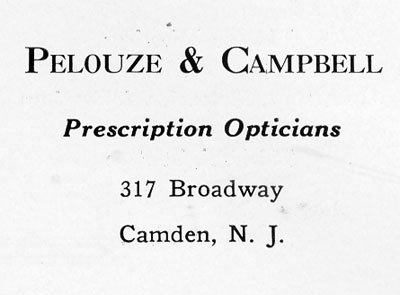 PELOUZE & CAMPBELL
Prescription Opticians
317 Broadway
Camden, N. J.